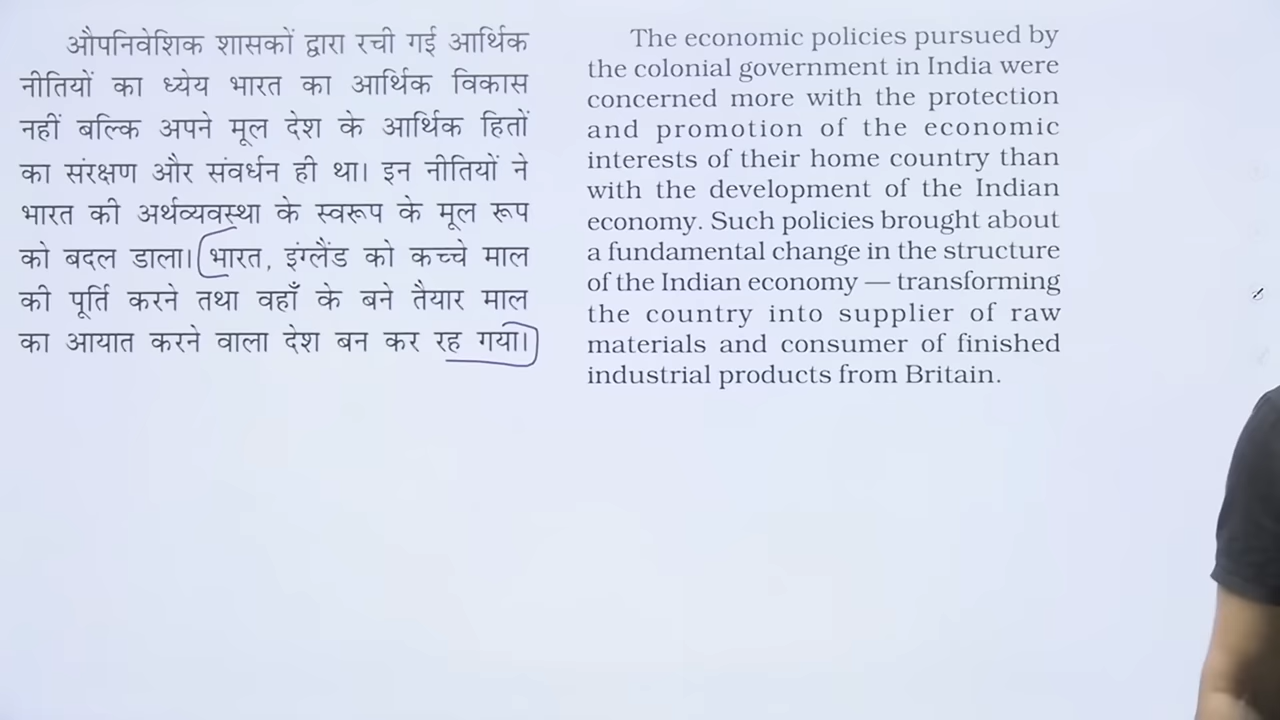 औपनिवेशिक शासकों द्वारा रची गई आर्थिक
नीतियों का ध्येय भारत का आर्थिक विकास
नहीं बल्कि अपने मूल देश के आर्थिक हितों
का संरक्षण और संवर्धन ही था। इन नीतियों ने
भारत की अर्थव्यवस्था के स्वरूप के मूल रूप
को बदल डाला। भारत, इंग्लैंड को कच्चे माल
की पूर्ति करने तथा वहाँ के बने तैयार माल
का आयात करने वाला देश बन कर रह गया।
The economic policies pursued by
the colonial government in India were
concerned more with the protection
and promotion of the economic
interests of their home country than
with the development of the Indian
economy. Such policies brought about
a fundamental change in the structure
of the Indian economy — transforming
the country into supplier of raw
materials and consumer of finished
industrial products from Britain.